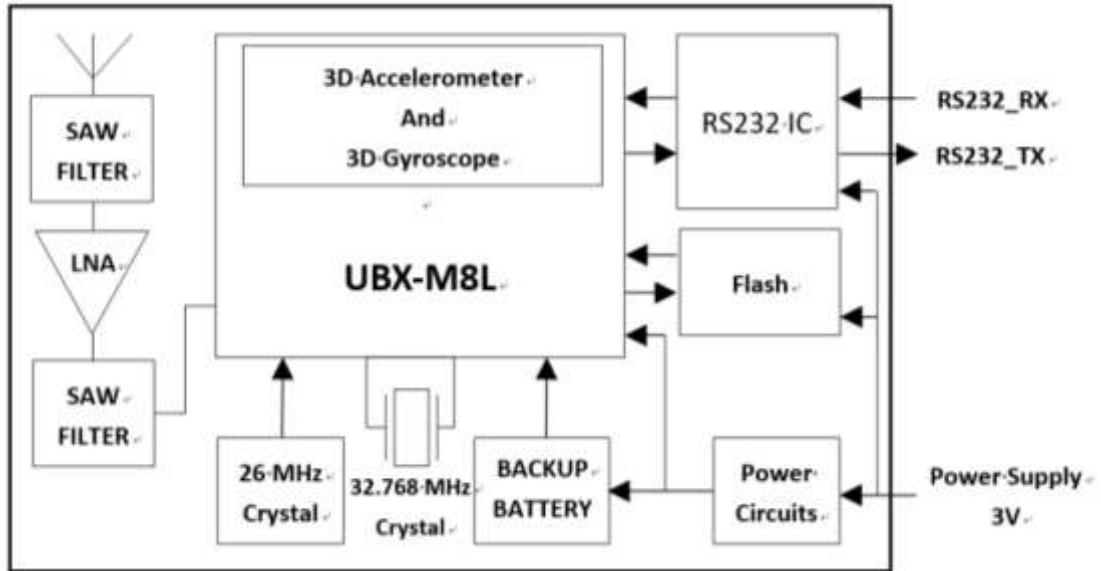 SAW
FILTER
LNA
SAW
FILTER
3D Accelerometer
And
3D Gyroscope
UBX-M8L
RS232 IC
RS232_RX
RS232_TX
Flash
26 MHz
Crystal
32.768 MHz
Crystal
BACKUP
BATTERY
Power
Circuits
Power Supply
3V